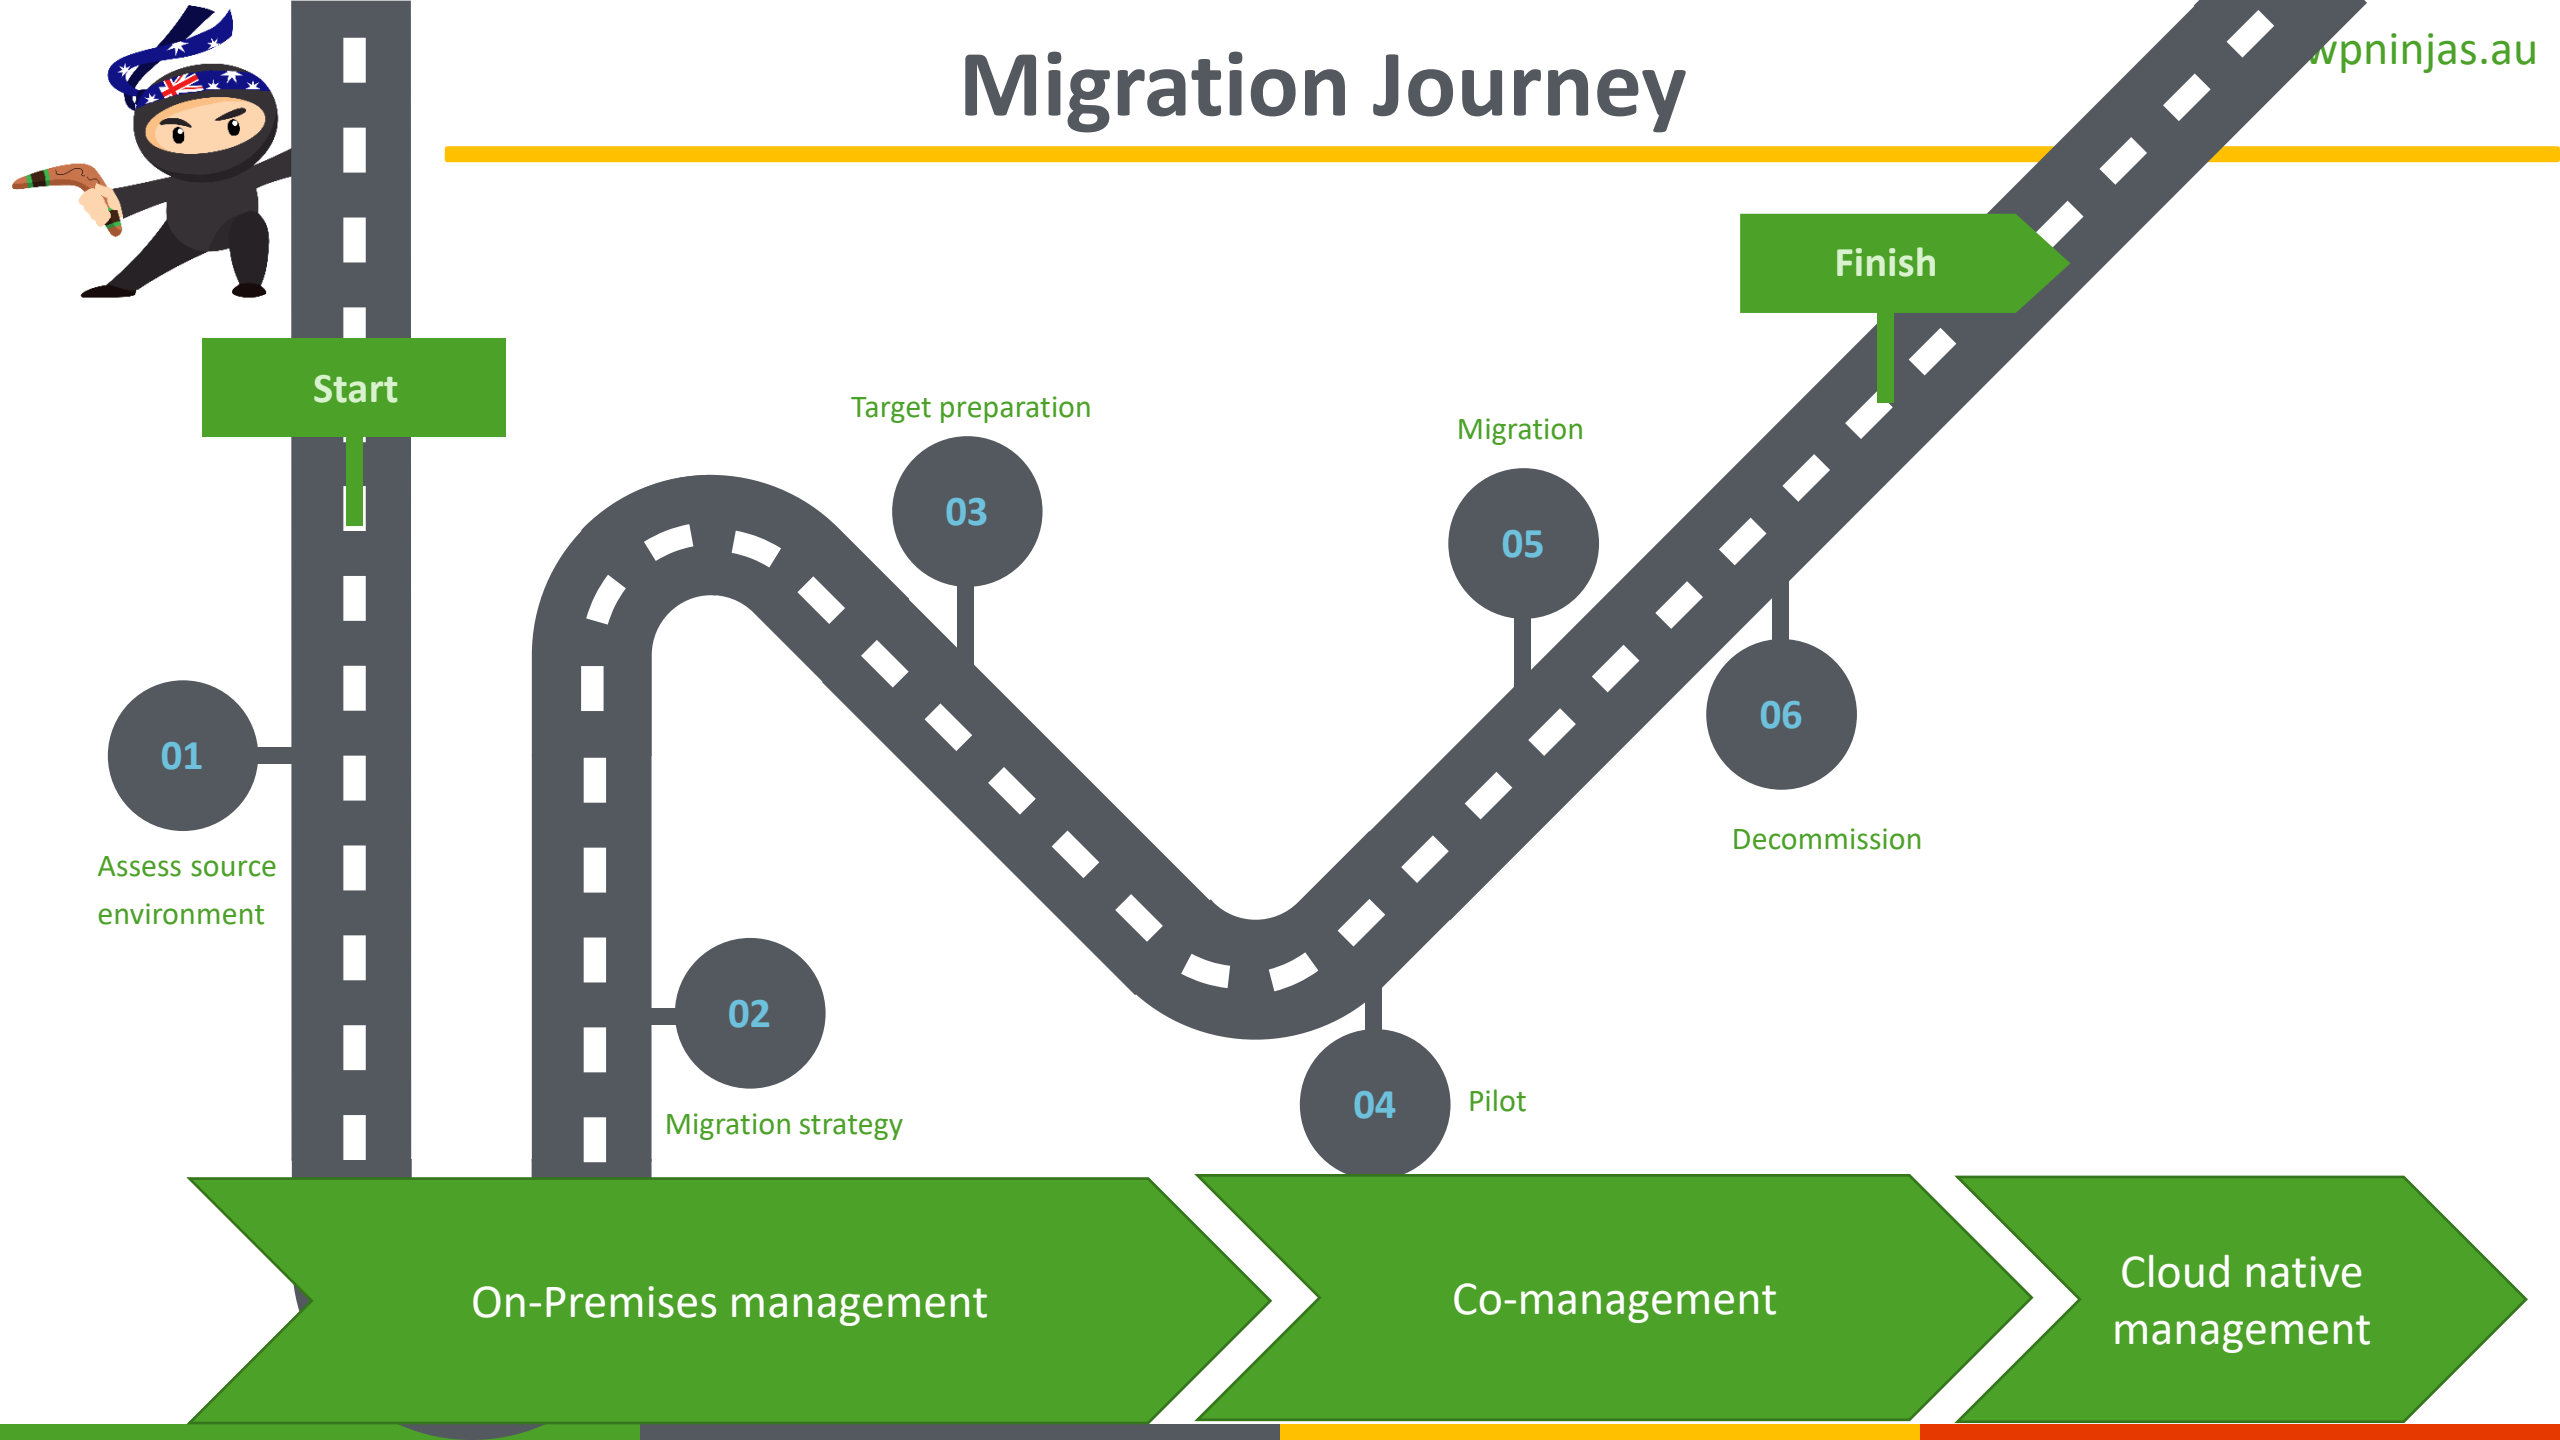 Migration Journey
wpninjas.au
Start
Finish
01
Assess source
environment
02
Migration strategy
Target preparation
03
04
Pilot
Migration
05
06
Decommission
On-Premises management
Co-management
Cloud native
management